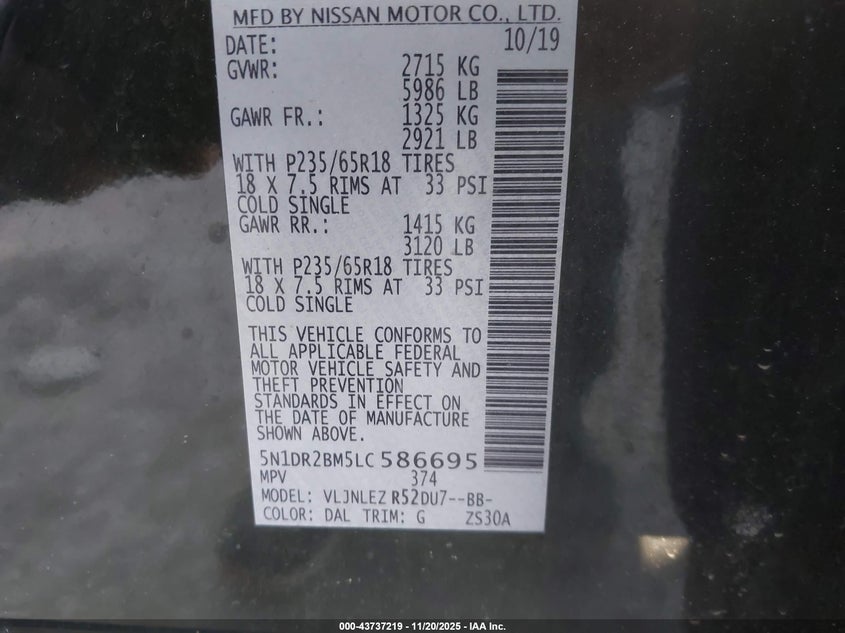 MFD BY NISSAN MOTOR CO., LTD.
DATE: 10/19
GVWR: 2715 KG
5986 LB
GAWR FR.: 1325 KG
2921 LB
WITH P235/65R18 TIRES
18 X 7.5 RIMS AT 33 PSI
COLD SINGLE
GAWR RR.: 1415 KG
3120 LB
WITH P235/65R18 TIRES
18 X 7.5 RIMS AT 33 PSI
COLD SINGLE
THIS VEHICLE CONFORMS TO
ALL APPLICABLE FEDERAL
MOTOR VEHICLE SAFETY AND
THEFT PREVENTION
STANDARDS IN EFFECT ON
THE DATE OF MANUFACTURE
SHOWN ABOVE.
5N1DR2BM5LC586695
MPV 374
MODEL: VLJNLEZ R52DU7--BB-
COLOR: DAL TRIM: G ZS30A
000-43737219 - 11/20/2025 - IAA Inc.